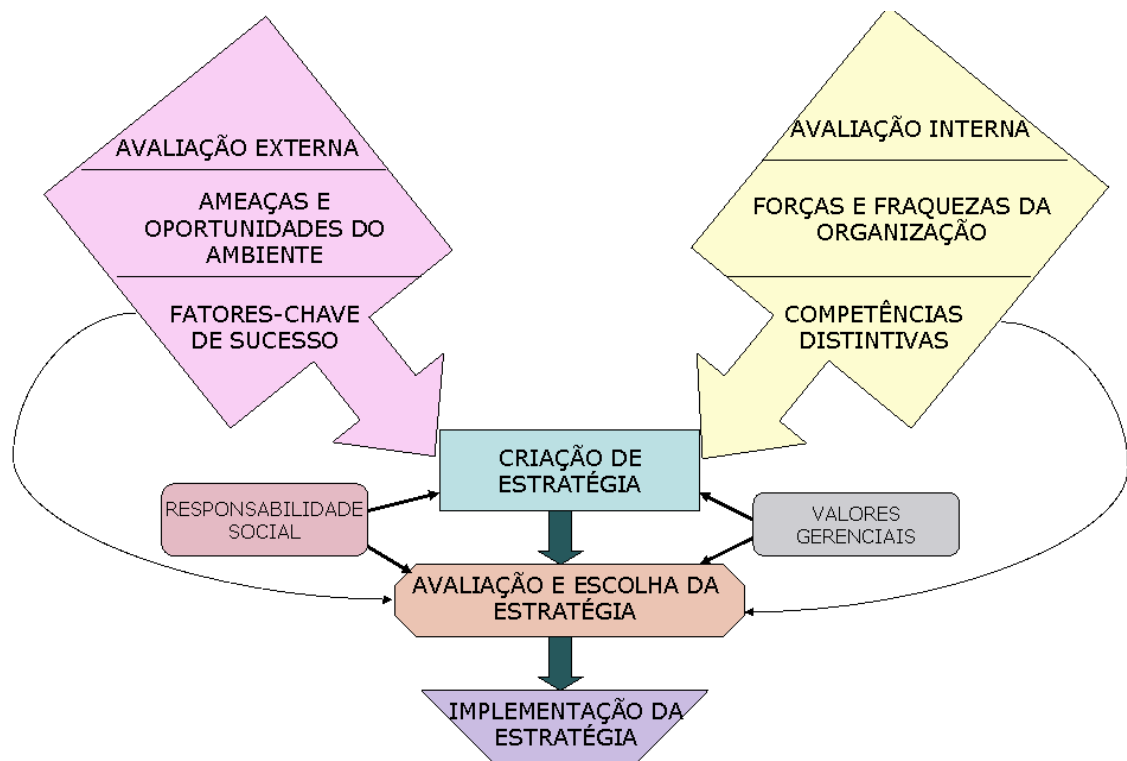 AVALIAÇÃO EXTERNA
AMEAÇAS E
OPORTUNIDADES DO
AMBIENTE
FATORES-CHAVE
DE SUCESSO
AVALIAÇÃO INTERNA
FORÇAS E FRAQUEZAS DA
ORGANIZAÇÃO
COMPETÊNCIAS
DISTINTIVAS
CRIAÇÃO DE
ESTRATÉGIA
RESPONSABILIDADE
SOCIAL
VALORES
GERENCIAIS
AVALIAÇÃO E ESCOLHA DA
ESTRATÉGIA
IMPLEMENTAÇÃO DA
ESTRATÉGIA